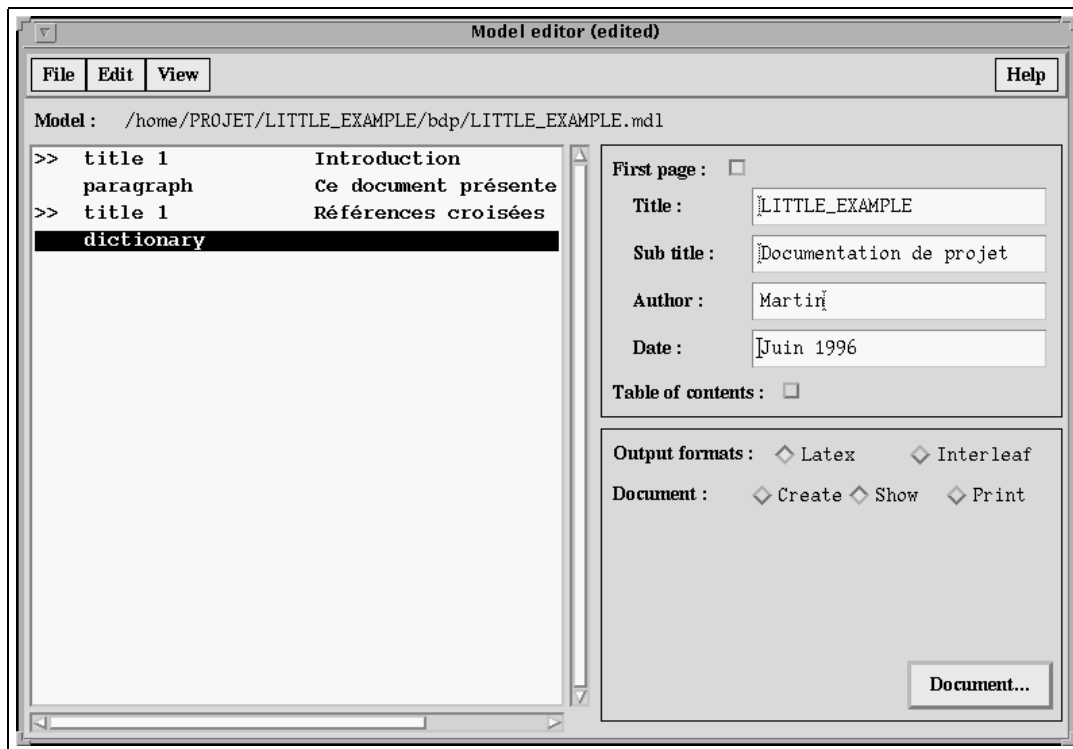 Model editor (edited)
File Edit View Help
Model : /home/PROJET/LITTLE_EXAMPLE/bdp/LITTLE_EXAMPLE.mdl
>> title 1 Introduction
paragraph Ce document présente
>> title 1 Références croisées
dictionary
First page :
Title : LITTLE_EXAMPLE
Sub title : Documentation de projet
Author : Martin
Date : Juin 1996
Table of contents :
Output formats : Latex Interleaf
Document : Create Show Print
Document...